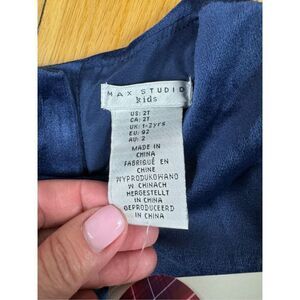 MAX STUDIO
kids
US: 2T
CA: 2T
UK: 1-2yrs
EU: 92
AU: 2
MADE IN
CHINA
FABRIQUÉ EN
CHINE
WYPRODUKOWANO
W CHINACH
HERGESTELLT
IN CHINA
GEPRODUCEERD
IN CHINA